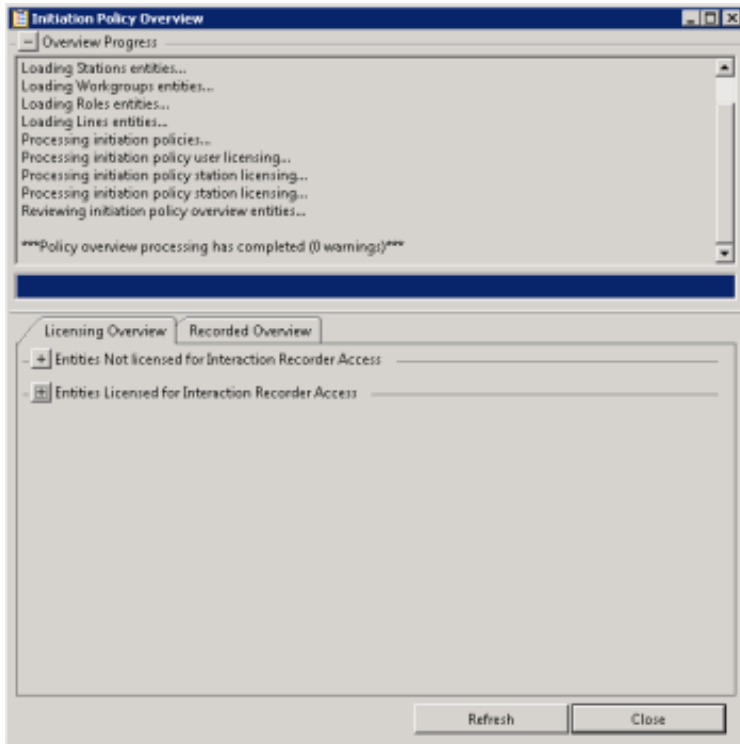 Initiation Policy Overview
Overview Progress
Loading Stations entities...
Loading Workgroups entities...
Loading Roles entities...
Loading Lines entities...
Processing initiation policies...
Processing initiation policy user licensing...
Processing initiation policy station licensing...
Processing initiation policy station licensing...
Reviewing initiation policy overview entities...
***Policy overview processing has completed (0 warnings)***
Licensing Overview Recorded Overview
Entities Not licensed for Interaction Recorder Access
Entities Licensed for Interaction Recorder Access
Refresh Close